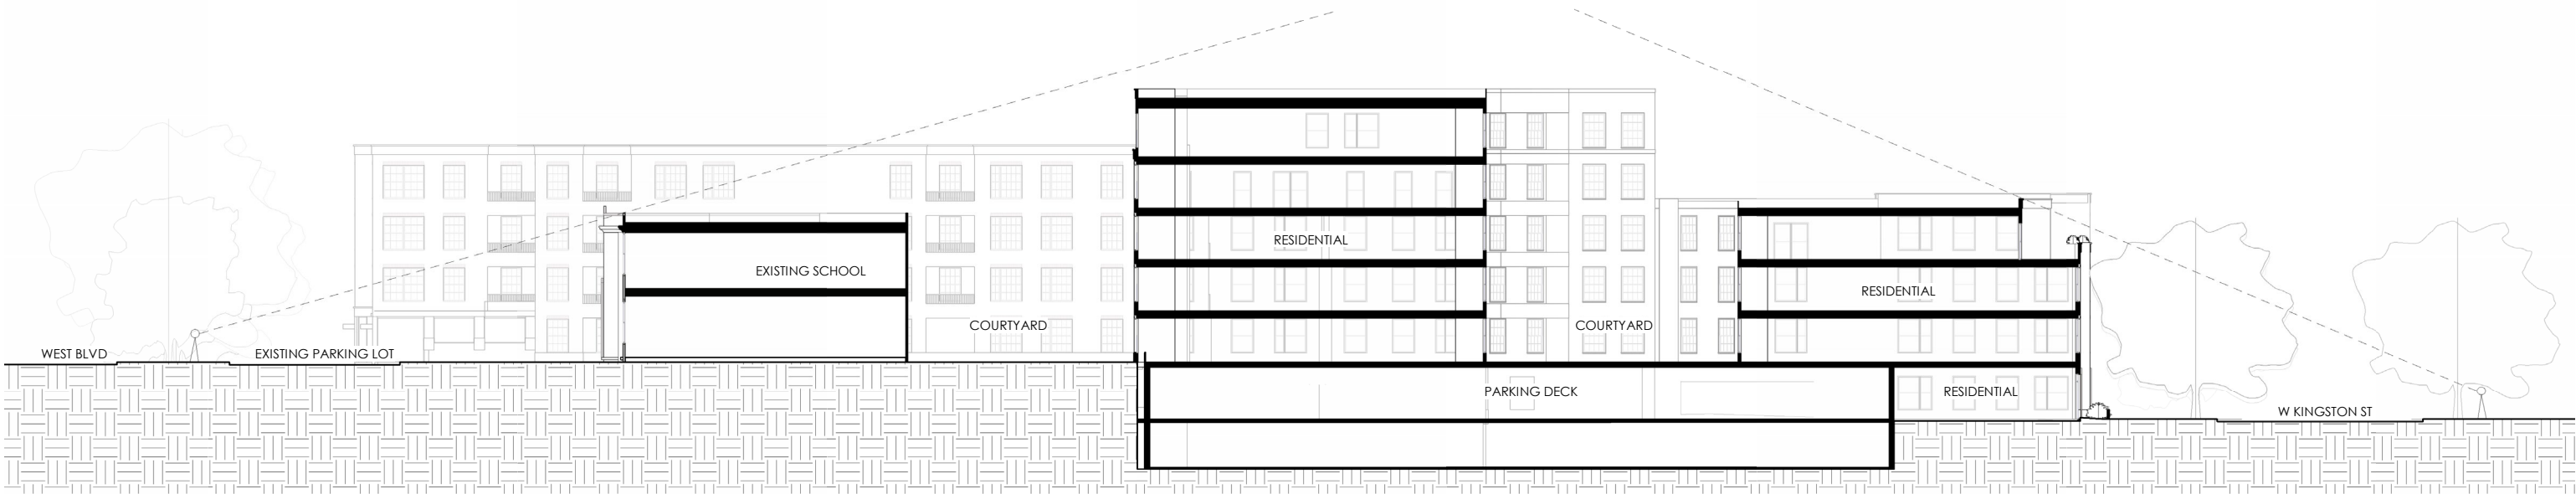 RESIDENTIAL
EXISTING SCHOOL
RESIDENTIAL
COURTYARD
COURTYARD
WEST BLVD
EXISTING PARKING LOT
PARKING DECK
RESIDENTIAL
W KINGSTON ST